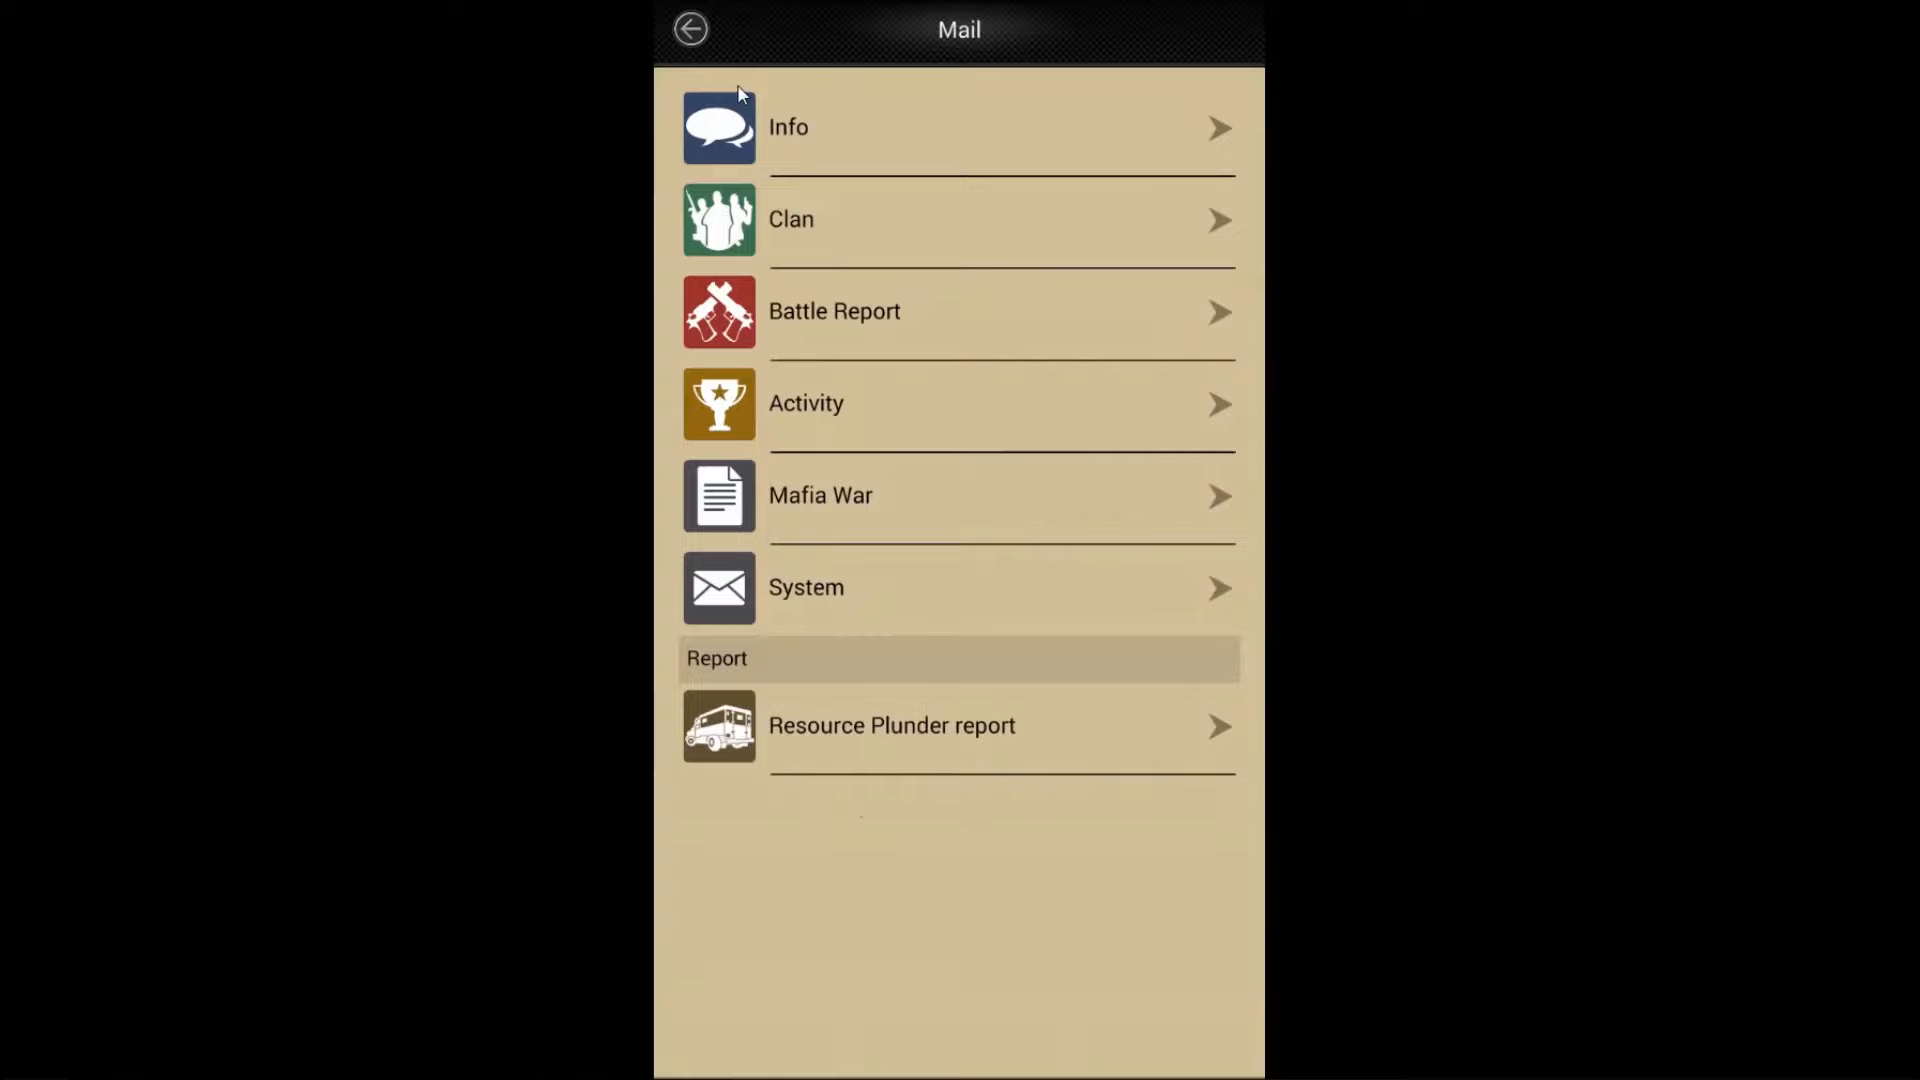 Mail
Info
Clan
Battle Report
Activity
Mafia War
System
Report
Resource Plunder report